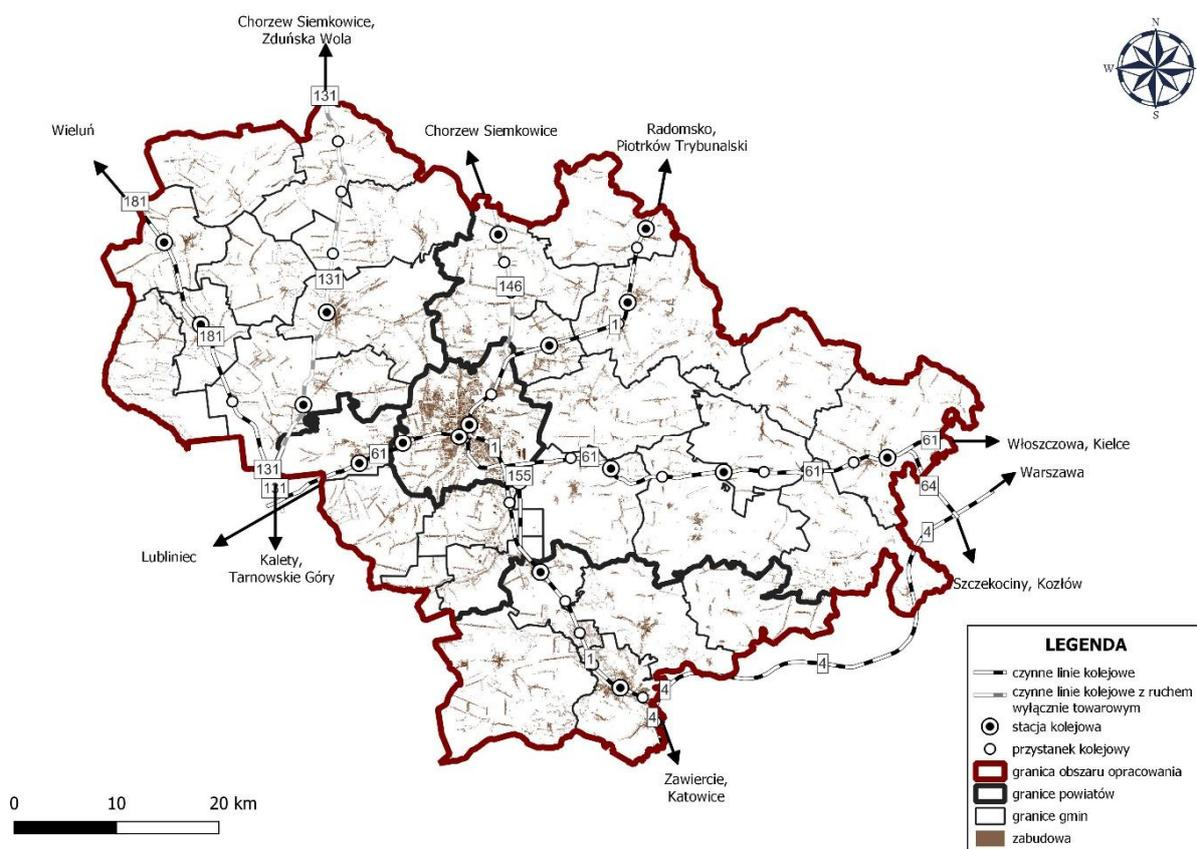 Chorzew Siemkowice,
Zduńska Wola
N
W
E
S
131
Wieluń
Chorzew Siemkowice
Radomsko,
Piotrków Trybunalski
181
131
146
181
1
61
1
61
61
61
Włoszczowa, Kielce
131
131
155
64
Warszawa
4
Lubliniec
Kalety,
Tarnowskie Góry
Szczekociny, Kozłów
1
4
4
4
Zawiercie,
Katowice
LEGENDA
czynne linie kolejowe
czynne linie kolejowe z ruchem
wyłącznie towarowym
stacja kolejowa
przystanek kolejowy
granica obszaru opracowania
granice powiatów
granice gmin
zabudowa
0 10 20 km